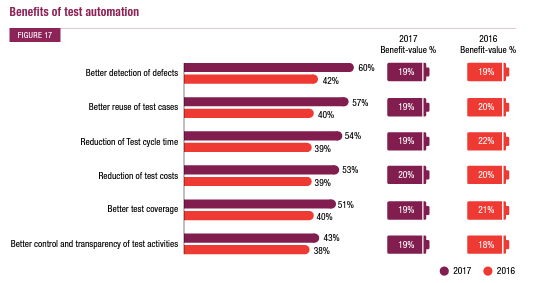 Benefits of test automation
FIGURE 17
2017 2016
Benefit-value % Benefit-value %
Better detection of defects 60% 42% 19% 19%
Better reuse of test cases 57% 40% 19% 20%
Reduction of Test cycle time 54% 39% 19% 22%
Reduction of test costs 53% 39% 20% 20%
Better test coverage 51% 40% 19% 21%
Better control and transparency of test activities 43% 38% 19% 18%
2017 2016